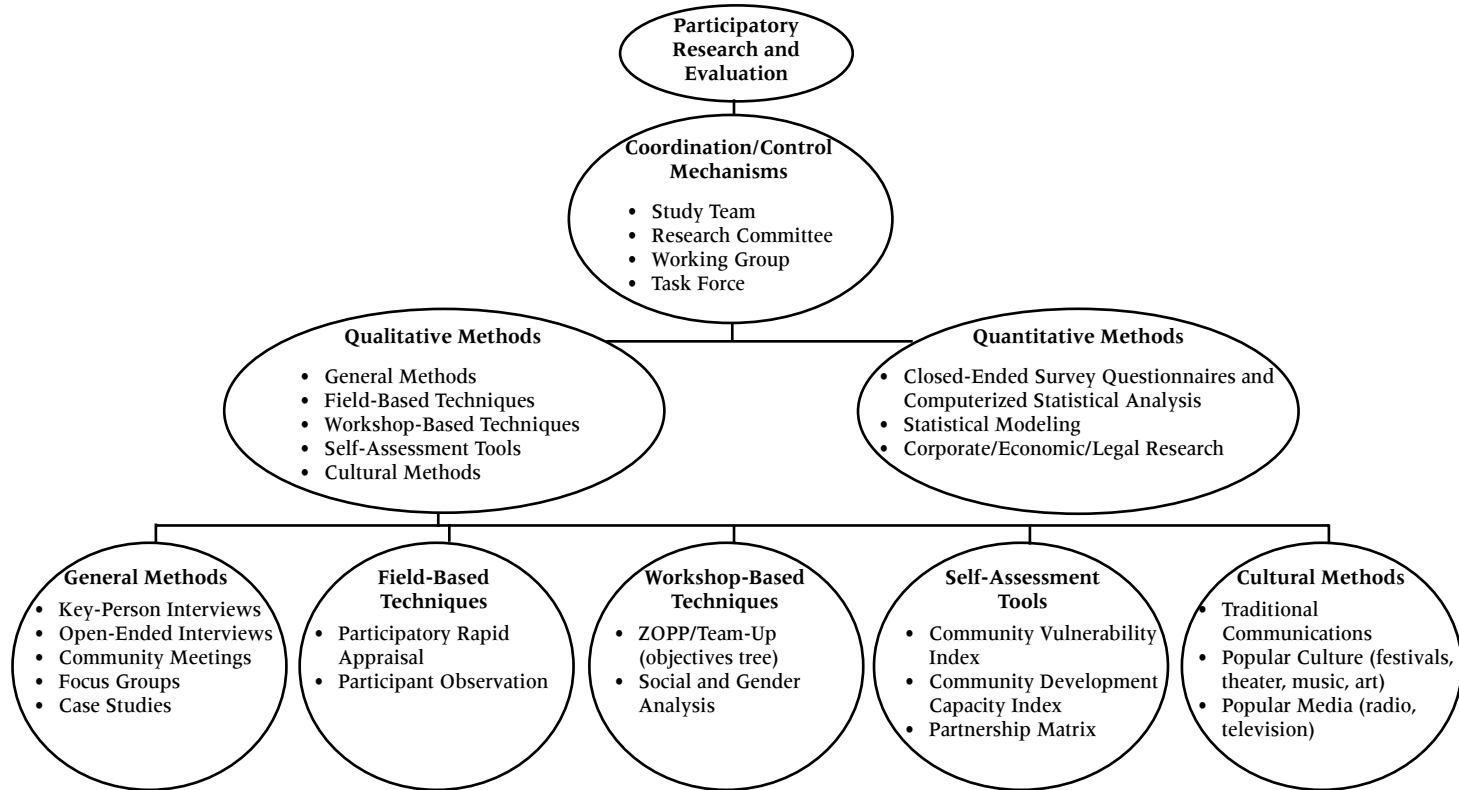 Participatory
Research and
Evaluation
Coordination/Control
Mechanisms
• Study Team
• Research Committee
• Working Group
• Task Force
Qualitative Methods
• General Methods
• Field-Based Techniques
• Workshop-Based Techniques
• Self-Assessment Tools
• Cultural Methods
Quantitative Methods
• Closed-Ended Survey Questionnaires and
Computerized Statistical Analysis
• Statistical Modeling
• Corporate/Economic/Legal Research
General Methods
• Key-Person Interviews
• Open-Ended Interviews
• Community Meetings
• Focus Groups
• Case Studies
Field-Based
Techniques
• Participatory Rapid
Appraisal
• Participant Observation
Workshop-Based
Techniques
• ZOPP/Team-Up
(objectives tree)
• Social and Gender
Analysis
Self-Assessment
Tools
• Community Vulnerability
Index
• Community Development
Capacity Index
• Partnership Matrix
Cultural Methods
• Traditional
Communications
• Popular Culture (festivals,
theater, music, art)
• Popular Media (radio,
television)